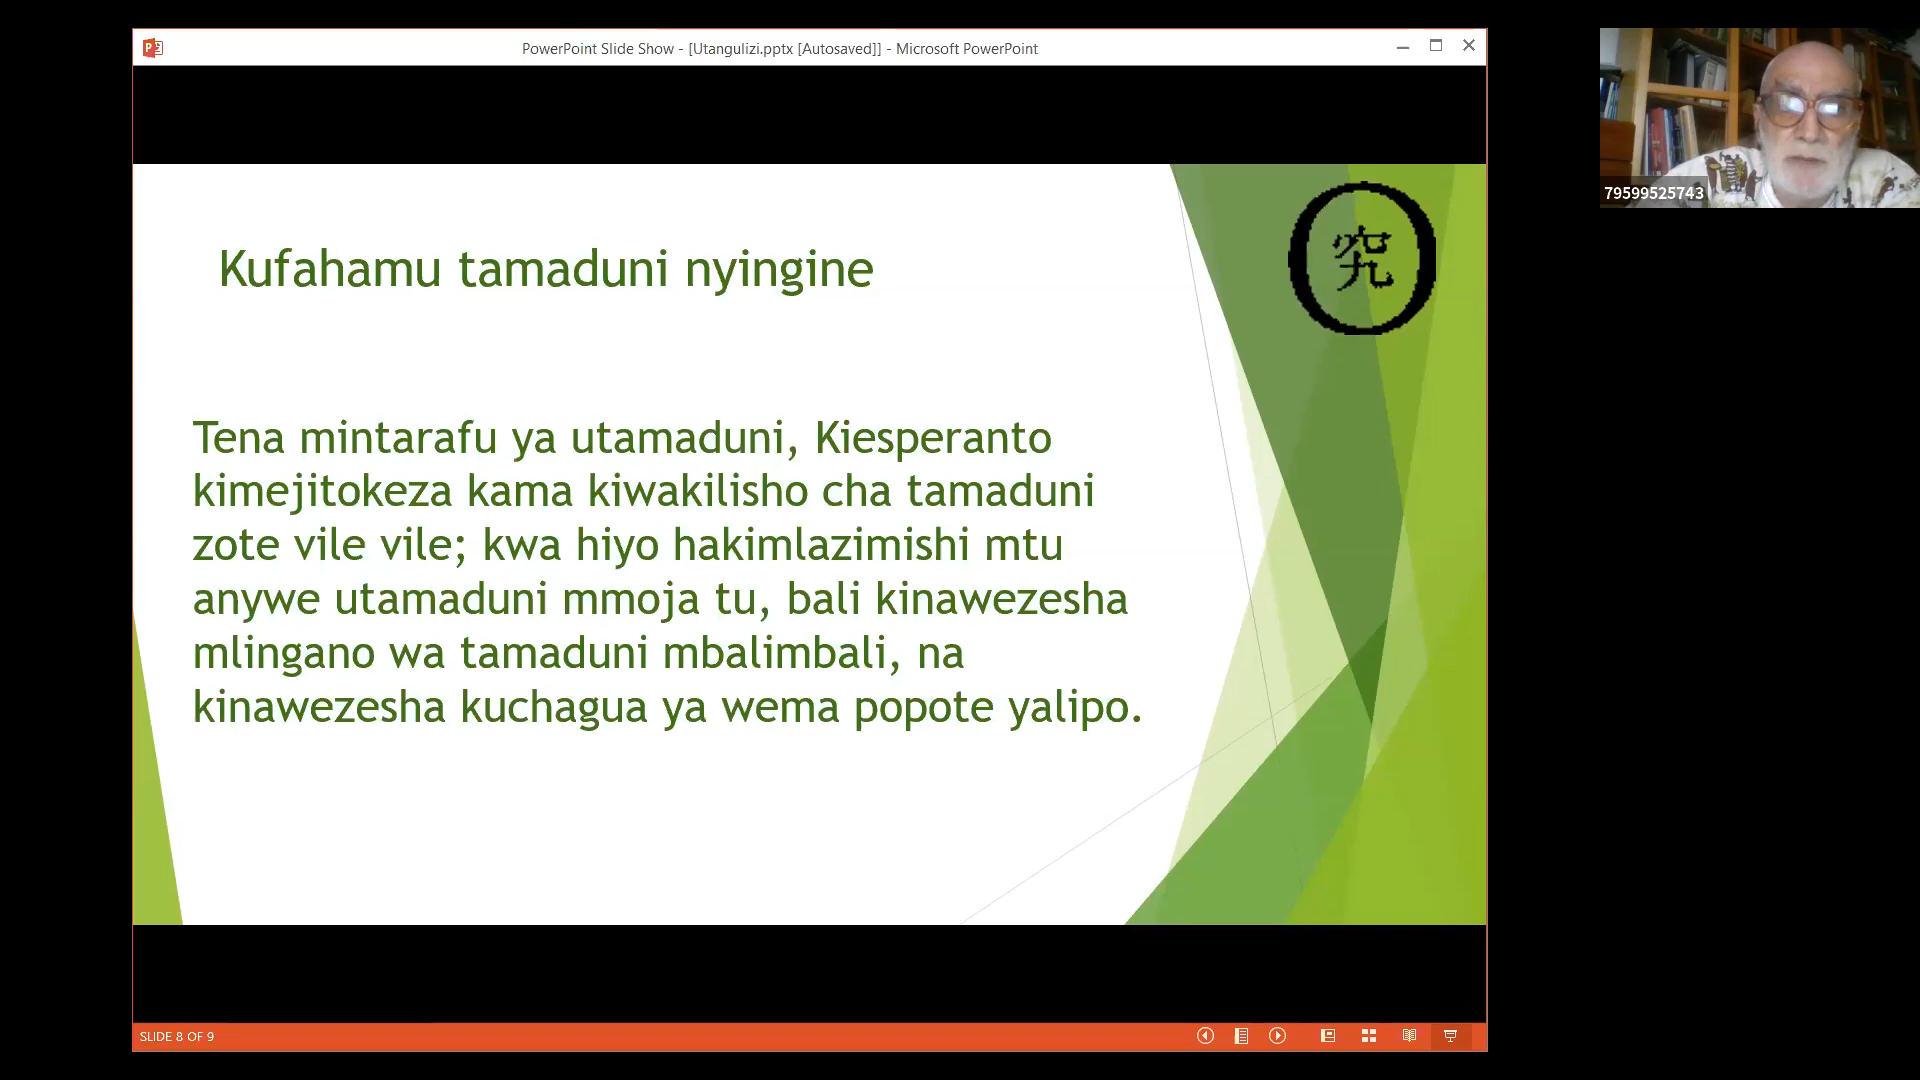 PowerPoint Slide Show - [Utangulizi.pptx [Autosaved]] - Microsoft PowerPoint
究
Kufahamu tamaduni nyingine
Tena mintarafu ya utamaduni, Kiesperanto
kimejitokeza kama kiwakilisho cha tamaduni
zote vile vile; kwa hiyo hakimlazimishi mtu
anywe utamaduni mmoja tu, bali kinawezesha
mlingano wa tamaduni mbalimbali, na
kinawezesha kuchagua ya wema popote yalipo.
SLIDE 8 OF 9
79599525743